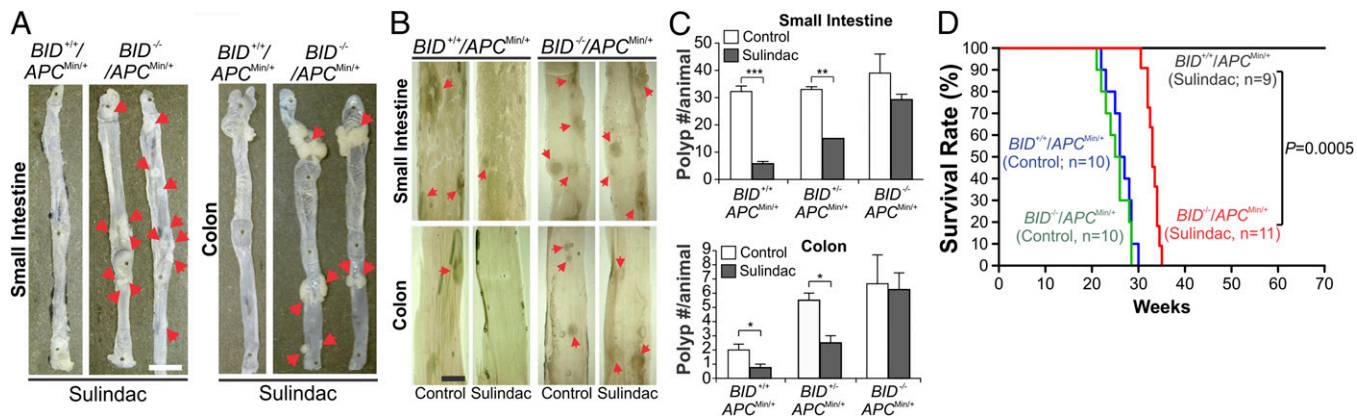 A
BID+/+/ BID-/-
APCMin/+ /APCMin/+
BID+/+/ BID-/-
APCMin/+ /APCMin/+
Small Intestine
Colon
Sulindac
Sulindac
B
BID+/+/APCMin/+ BID-/-/APCMin/+
Small Intestine
Colon
Control Sulindac Control Sulindac
C
Small Intestine
Control
Sulindac
Polyp #/animal
50
40
30
20
10
0
*** **
BID+/+ BID+/- BID-/-
APCMin/+ APCMin/+ APCMin/+
Colon
Control
Sulindac
Polyp #/animal
9
8
7
6
5
4
3
2
1
0
* *
BID+/+ BID+/- BID-/-
APCMin/+ APCMin/+ APCMin/+
D
Survival Rate (%)
100
90
80
70
60
50
40
30
20
10
0
BID+/+/APCMin/+
(Sulindac; n=9)
BID+/+/APCMin/+
(Control; n=10)
P=0.0005
BID-/-/APCMin/+
(Control, n=10)
BID-/-/APCMin/+
(Sulindac, n=11)
0 10 20 30 40 50 60 70
Weeks